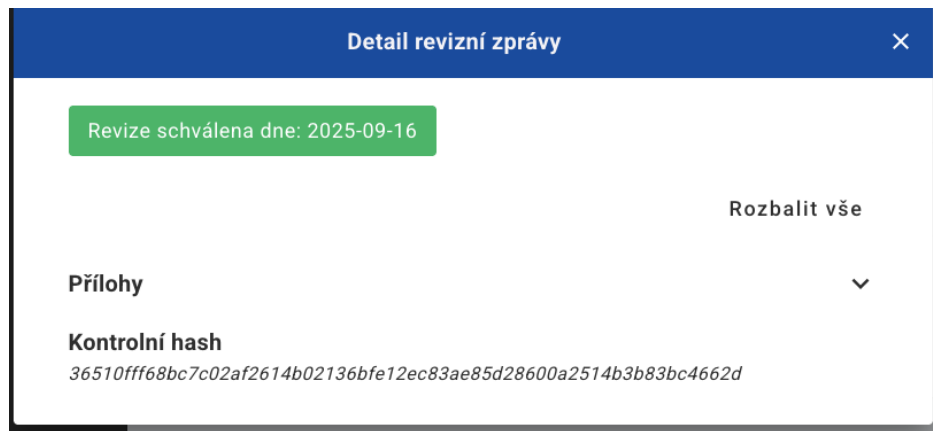 Detail revizní zprávy
Revize schválena dne: 2025-09-16
Rozbalit vše
Přílohy
Kontrolní hash
36510fff68bc7c02af2614b02136bfe12ec83ae85d28600a2514b3b83bc4662d